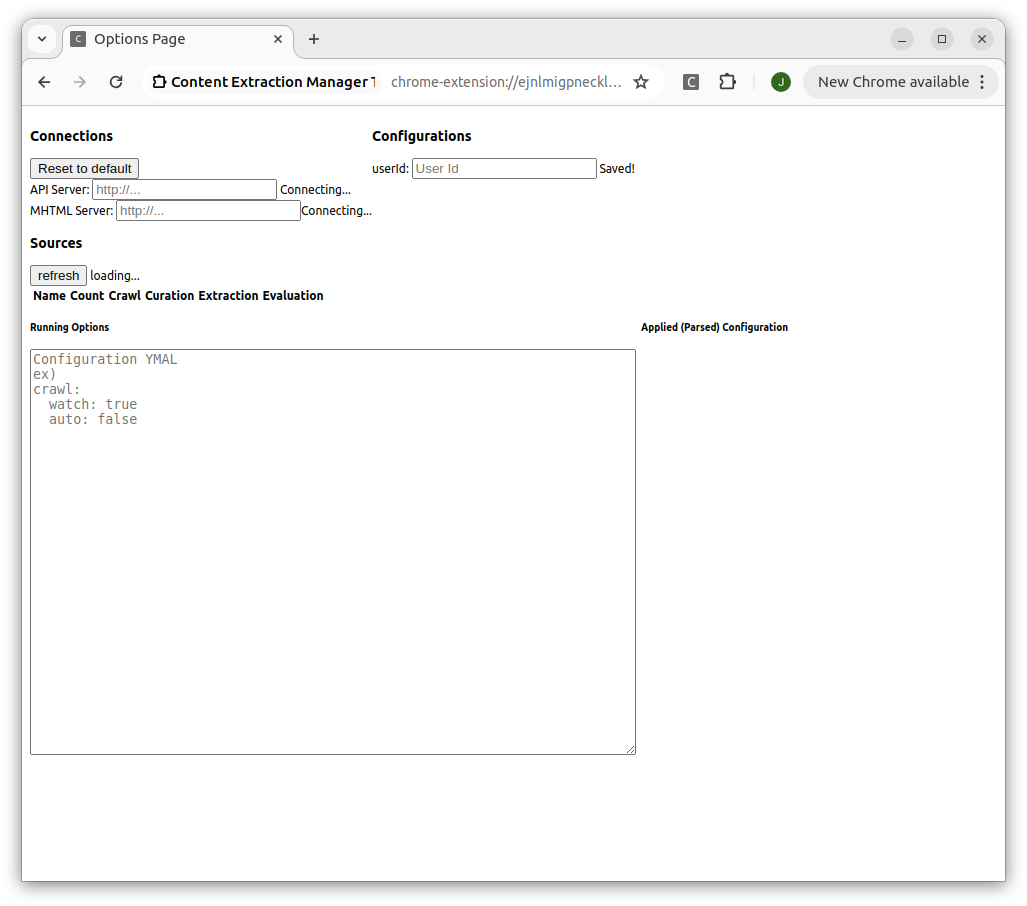 C Options Page
Content Extraction Manager T chrome-extension://ejnlmigpneckl... C J New Chrome available
Connections
Configurations
Reset to default
userId: User Id Saved!
API Server: http://... Connecting...
MHTML Server: http://... Connecting...
Sources
refresh loading...
Name Count Crawl Curation Extraction Evaluation
Running Options
Applied (Parsed) Configuration
Configuration YMAL
ex)
crawl:
  watch: true
  auto: false